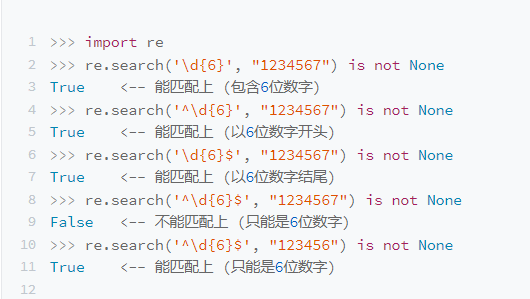 1 >>> import re
2 >>> re.search('\d{6}', "1234567") is not None
3 True    <-- 能匹配上 (包含6位数字)
4 >>> re.search('^\d{6}', "1234567") is not None
5 True    <-- 能匹配上 (以6位数字开头)
6 >>> re.search('\d{6}$', "1234567") is not None
7 True    <-- 能匹配上 (以6位数字结尾)
8 >>> re.search('^\d{6}$', "1234567") is not None
9 False   <-- 不能匹配上 (只能是6位数字)
10 >>> re.search('^\d{6}$', "123456") is not None
11 True    <-- 能匹配上 (只能是6位数字)
12